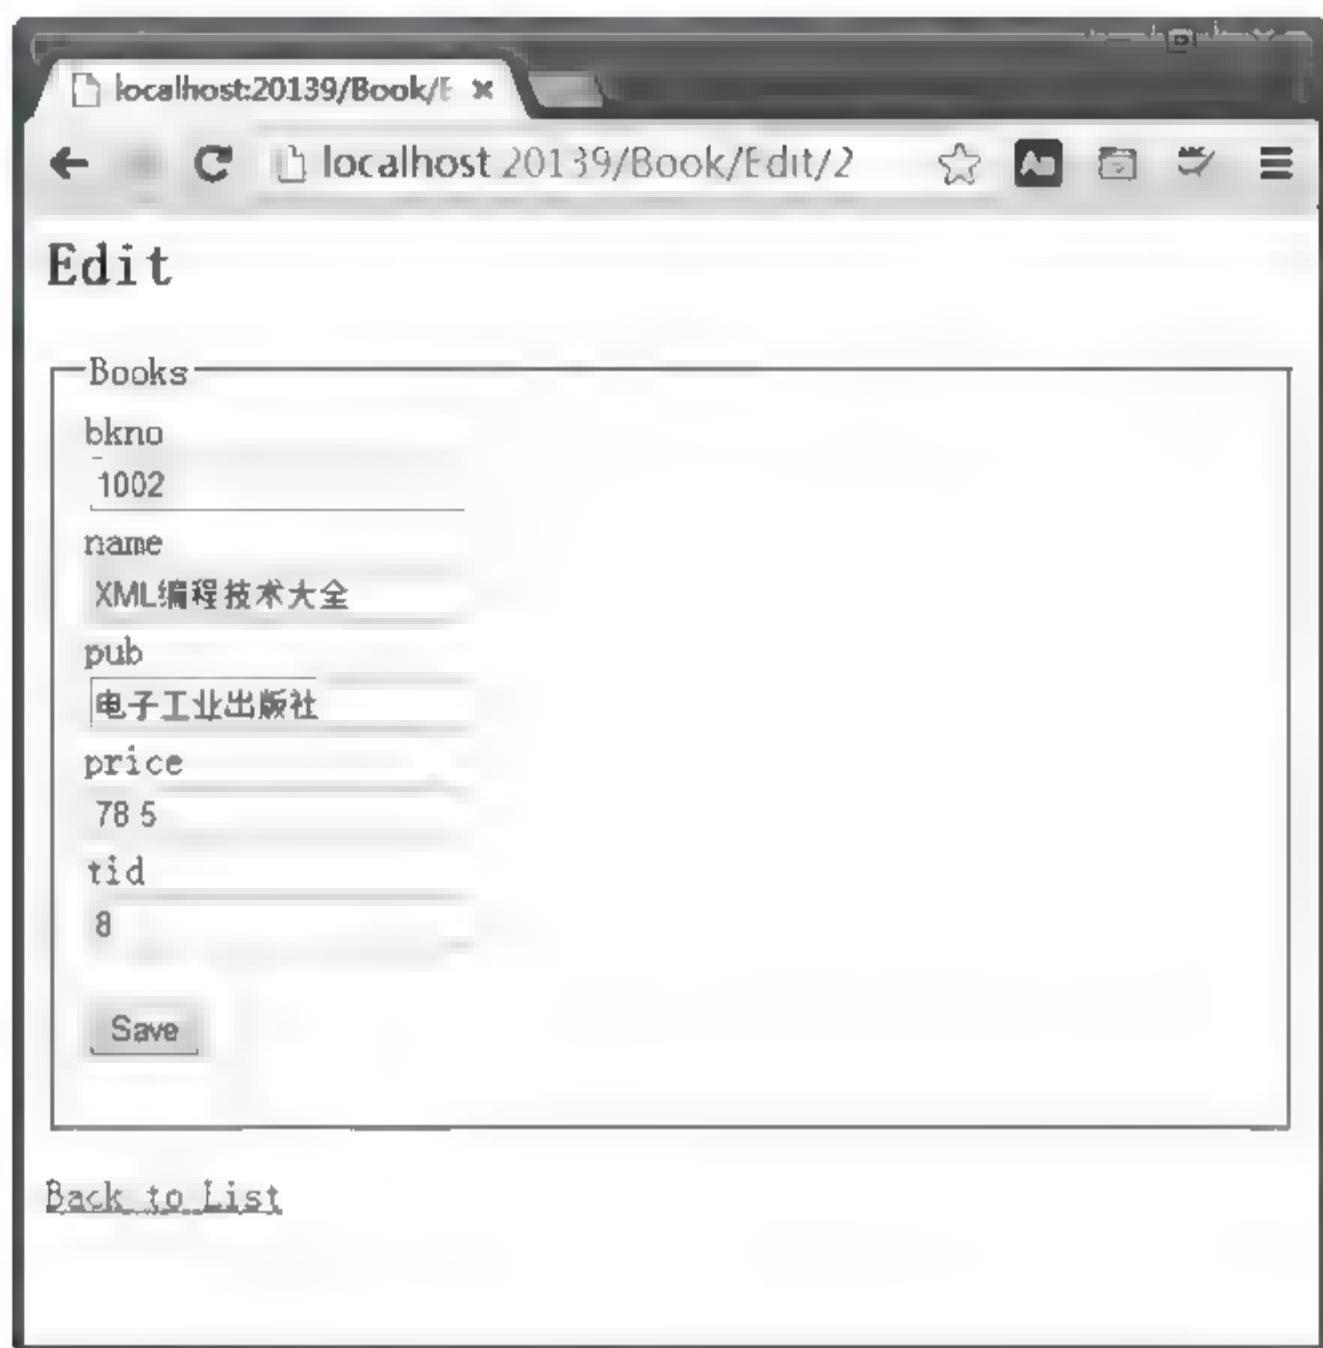 localhost:20139/Book/E
localhost:20139/Book/Edit/2
Edit
Books
bkno
1002
name
XML编程技术大全
pub
电子工业出版社
price
78 5
tid
8
Save
Back to List